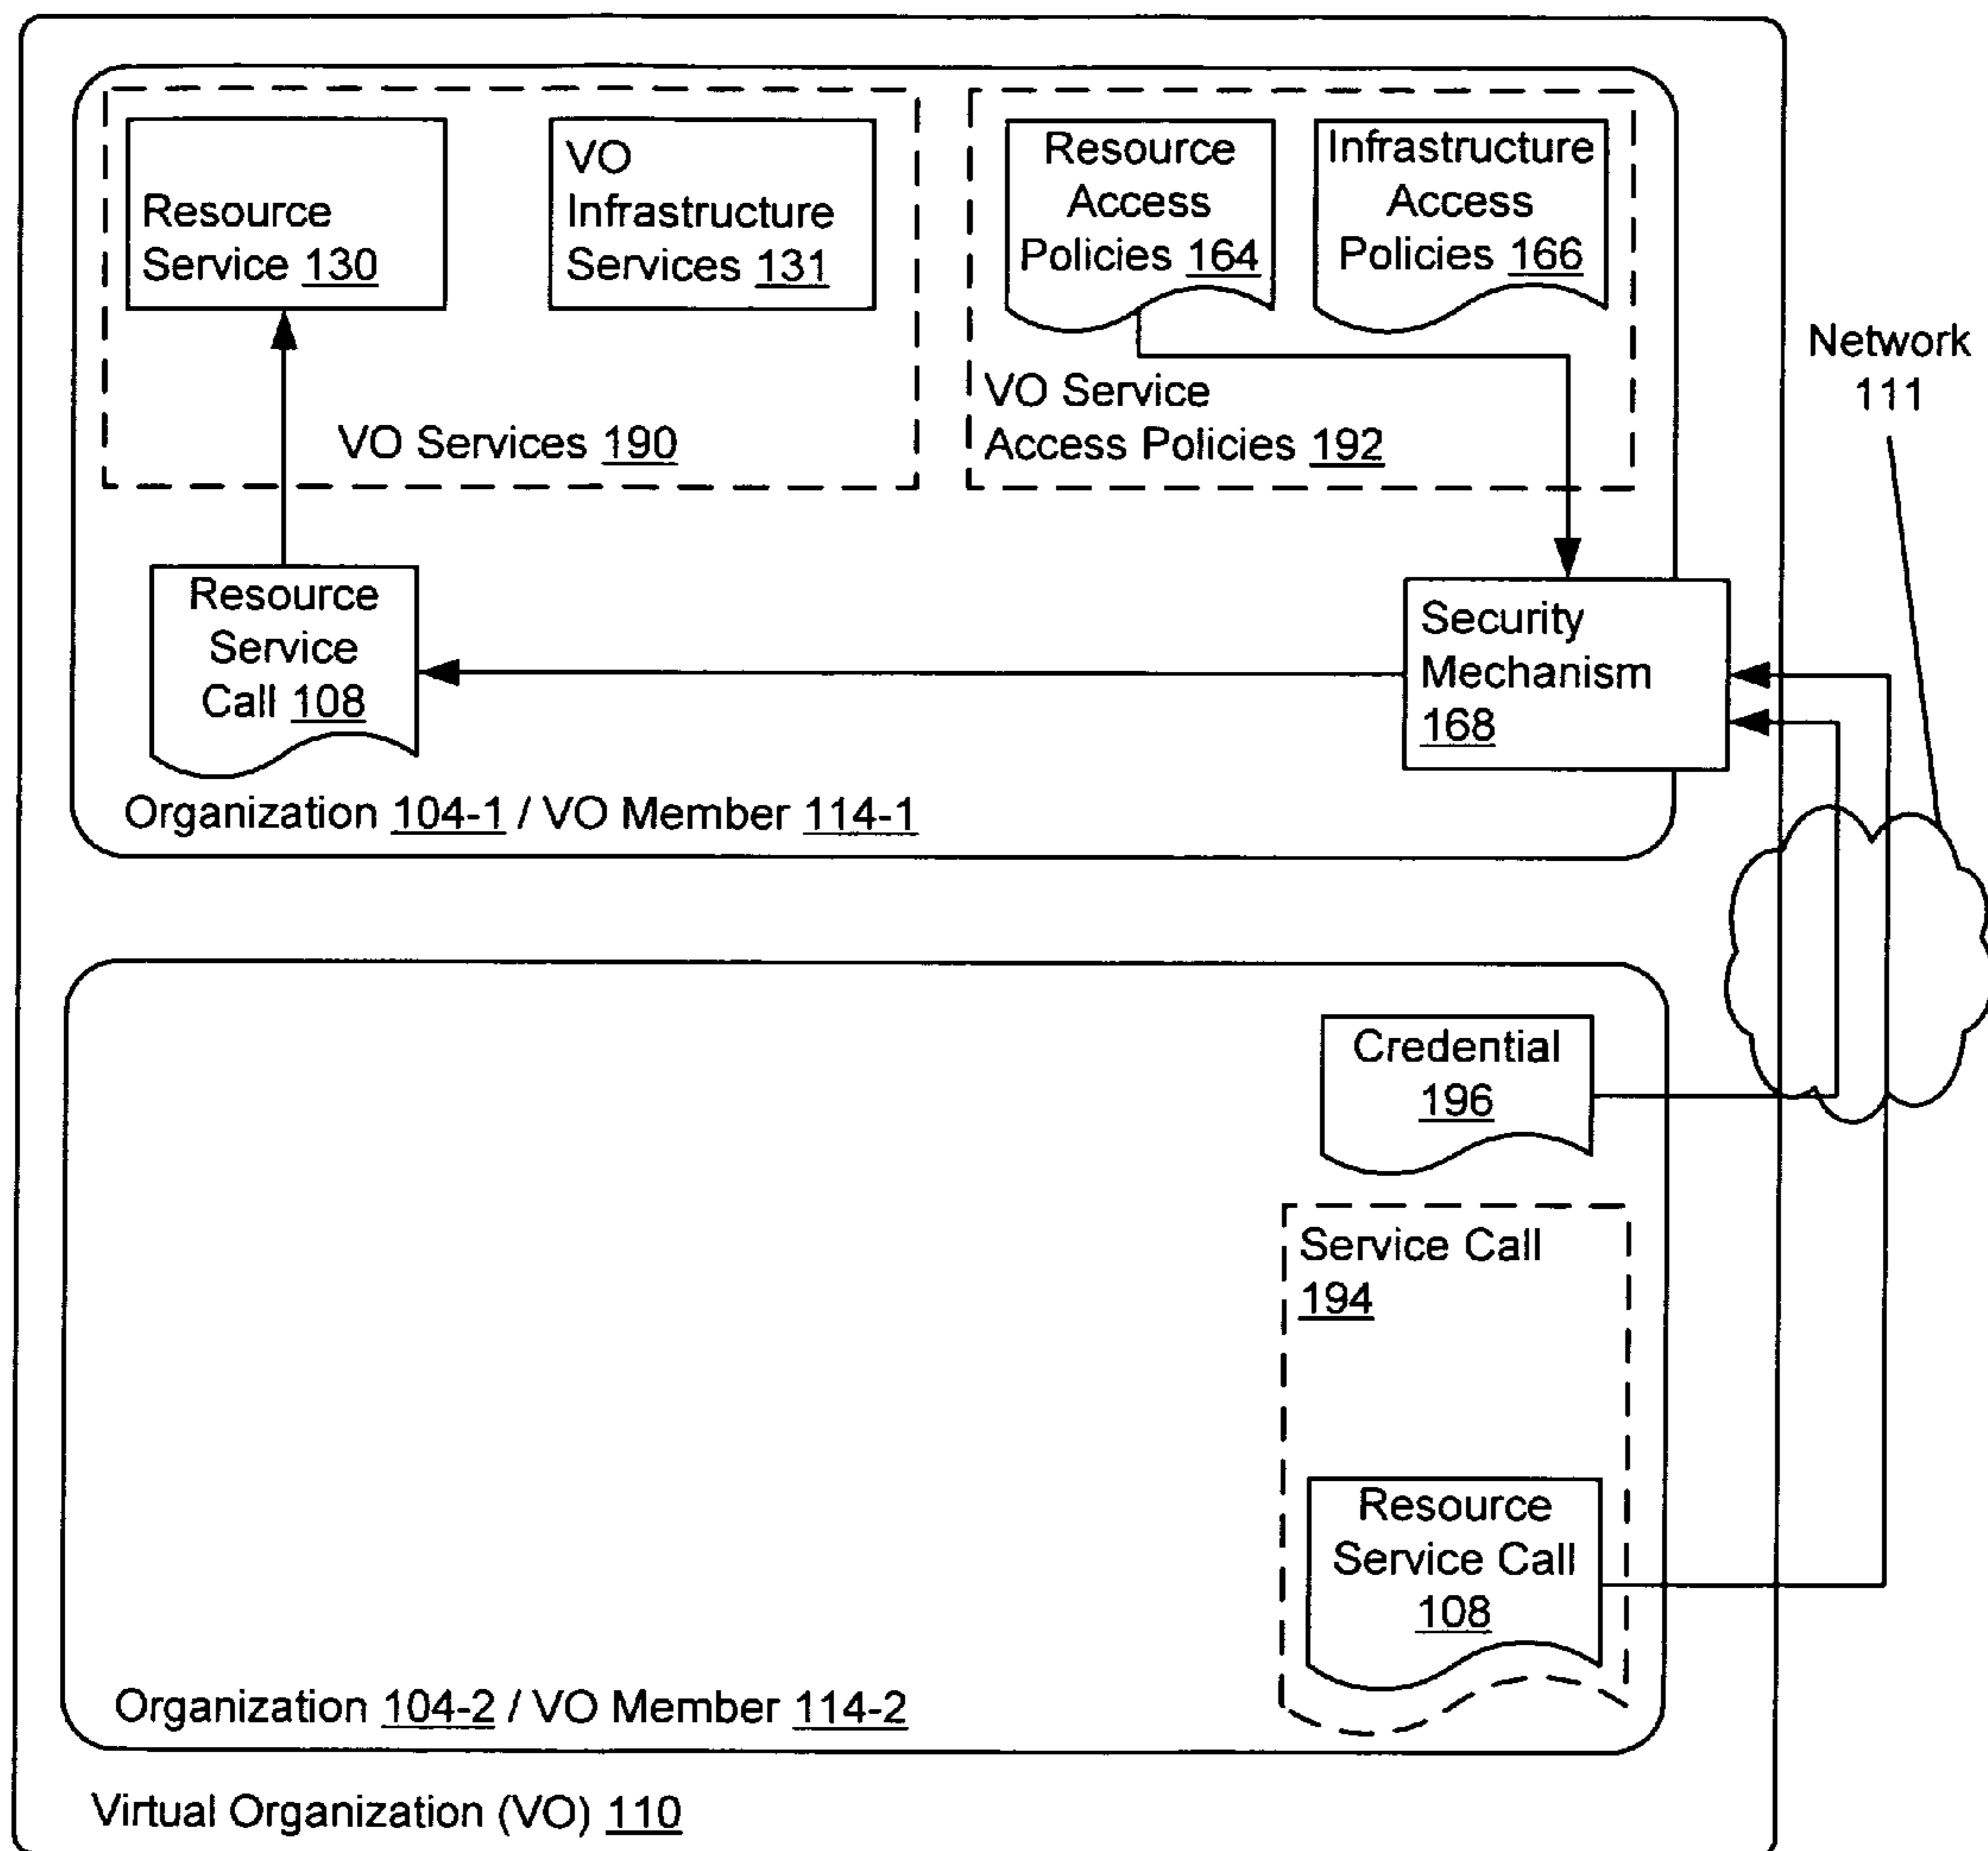 Resource
Service 130
VO
Infrastructure
Services 131
VO Services 190
Resource
Access
Policies 164
Infrastructure
Access
Policies 166
VO Service
Access Policies 192
Network
111
Resource
Service
Call 108
Security
Mechanism
168
Organization 104-1 / VO Member 114-1
Credential
196
Service Call
194
Resource
Service Call
108
Organization 104-2 / VO Member 114-2
Virtual Organization (VO) 110